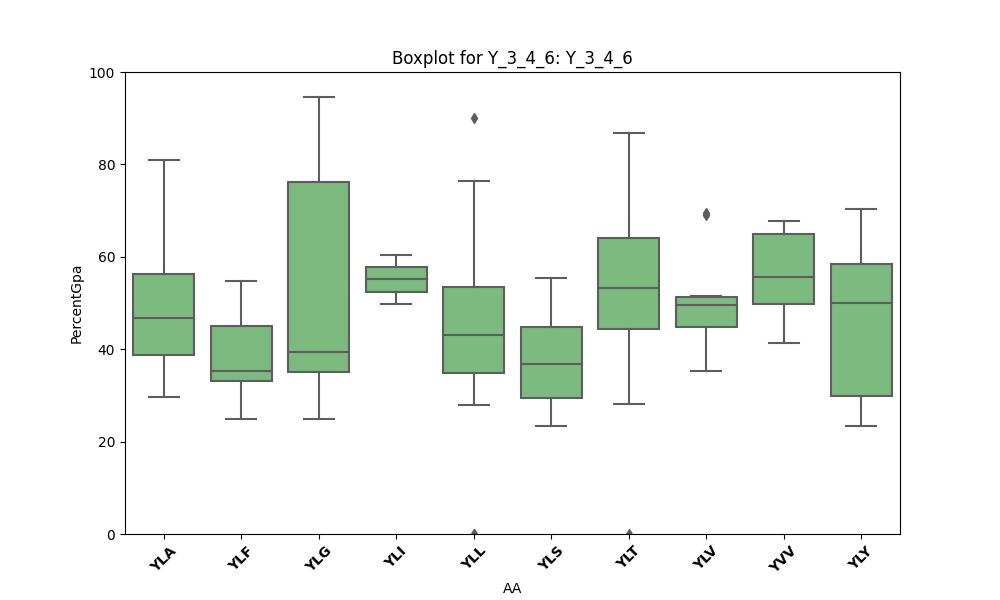 Boxplot for Y_3_4_6: Y_3_4_6
PercentGpa
100
80
60
40
20
0
YLA YLF YLG YLI YLL YLS YLT YLV YVV YLY
AA